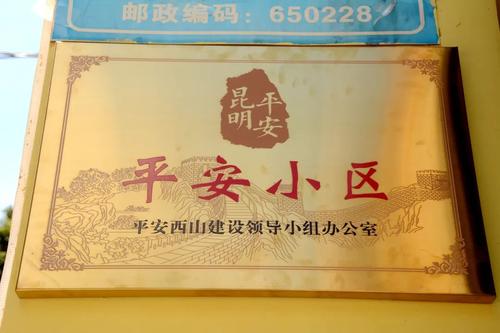 邮政编码：650228
昆明
平安
平安小区
平安西山建设领导小组办公室